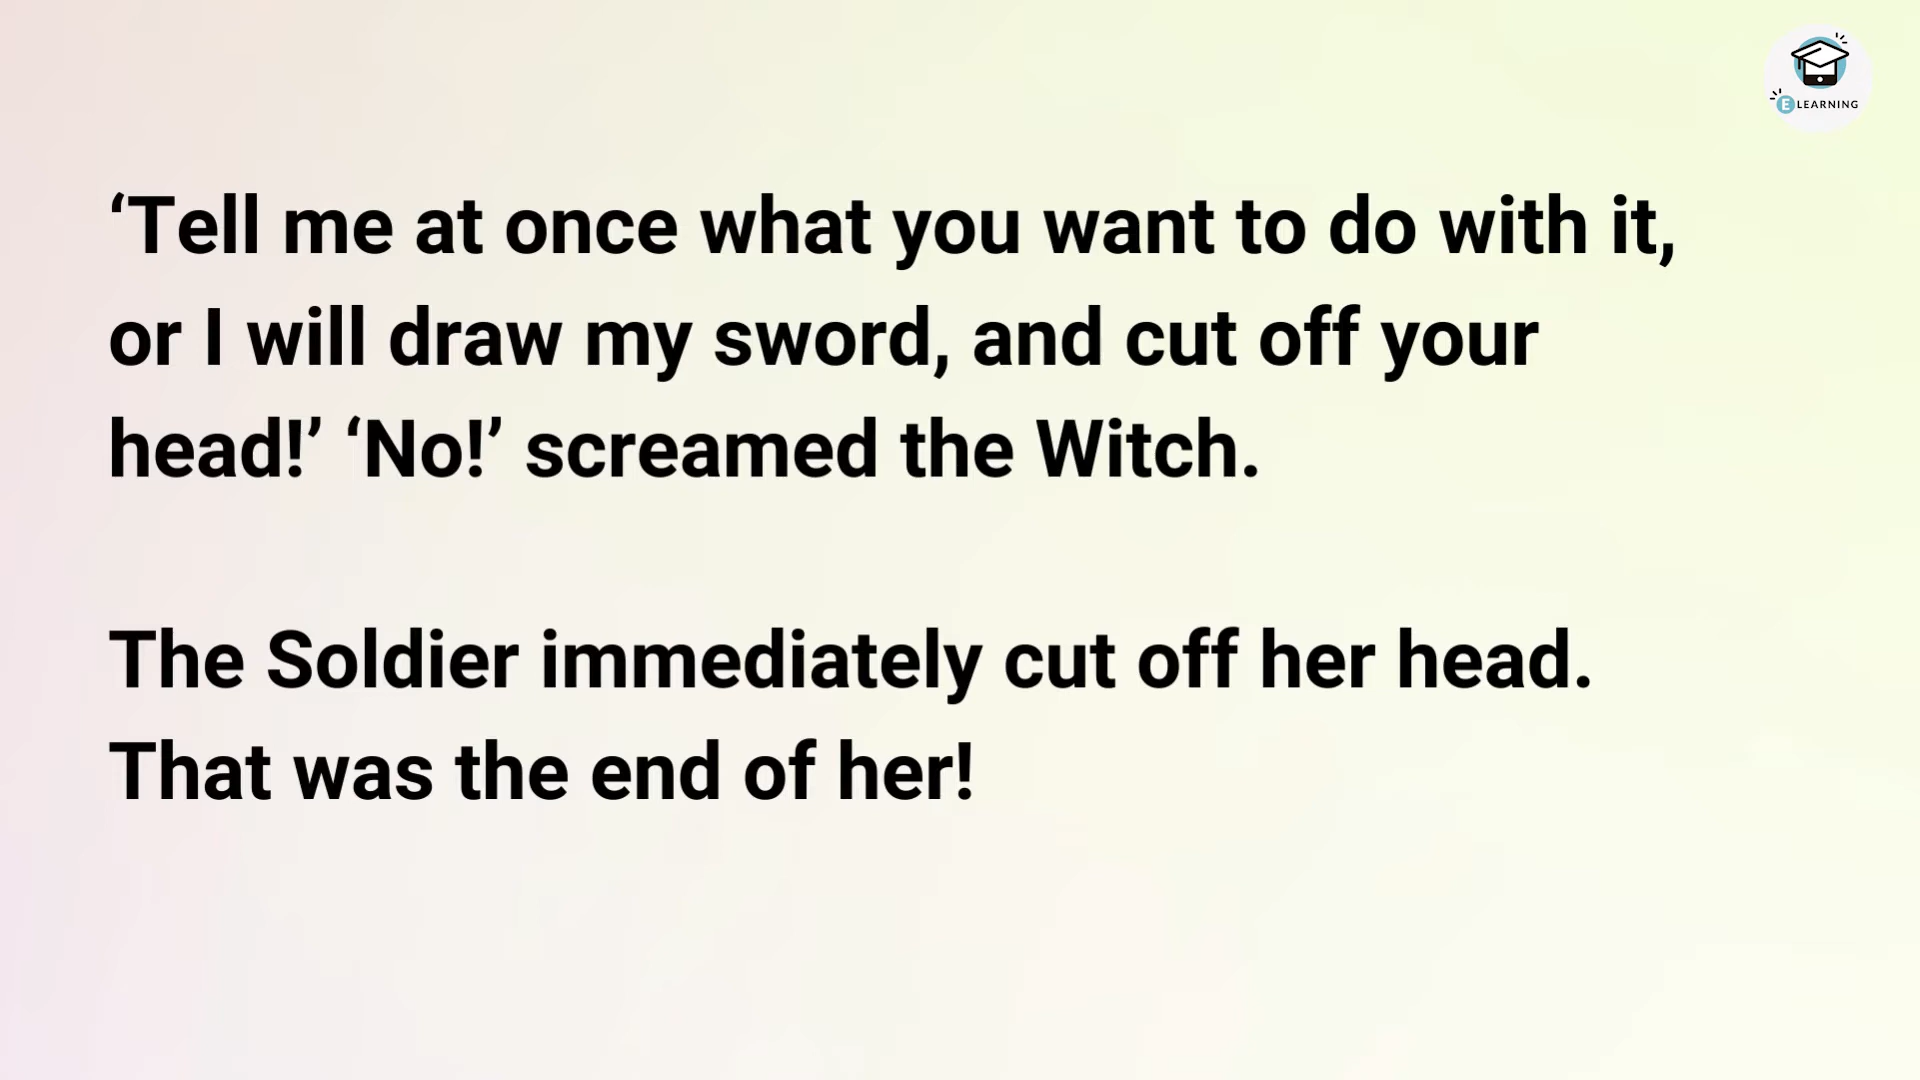 E LEARNING
‘Tell me at once what you want to do with it,
or I will draw my sword, and cut off your
head!’ ‘No!’ screamed the Witch.
The Soldier immediately cut off her head.
That was the end of her!